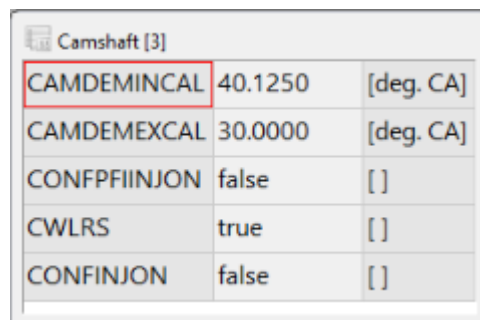 Camshaft [3]
CAMDEMINCAL 40.1250 [deg. CA]
CAMDEMEXCAL 30.0000 [deg. CA]
CONFPFIINJON false [ ]
CWLRS true [ ]
CONFINJON false [ ]